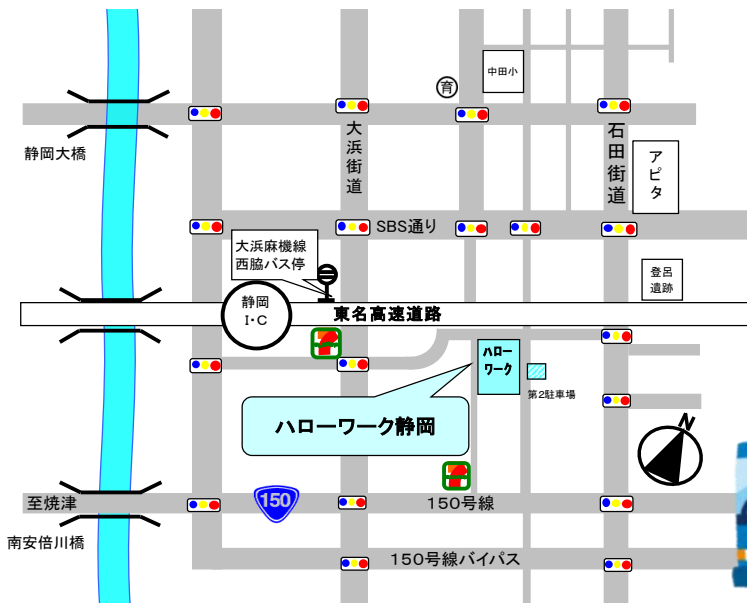 中田小
育
静岡大橋
大浜街道
石田街道
アピタ
SBS通り
大浜麻機線
西脇バス停
登呂
遺跡
静岡
I・C
東名高速道路
ハロー
ワーク
第2駐車場
ハローワーク静岡
N
至焼津
150
150号線
南安倍川橋
150号線バイパス